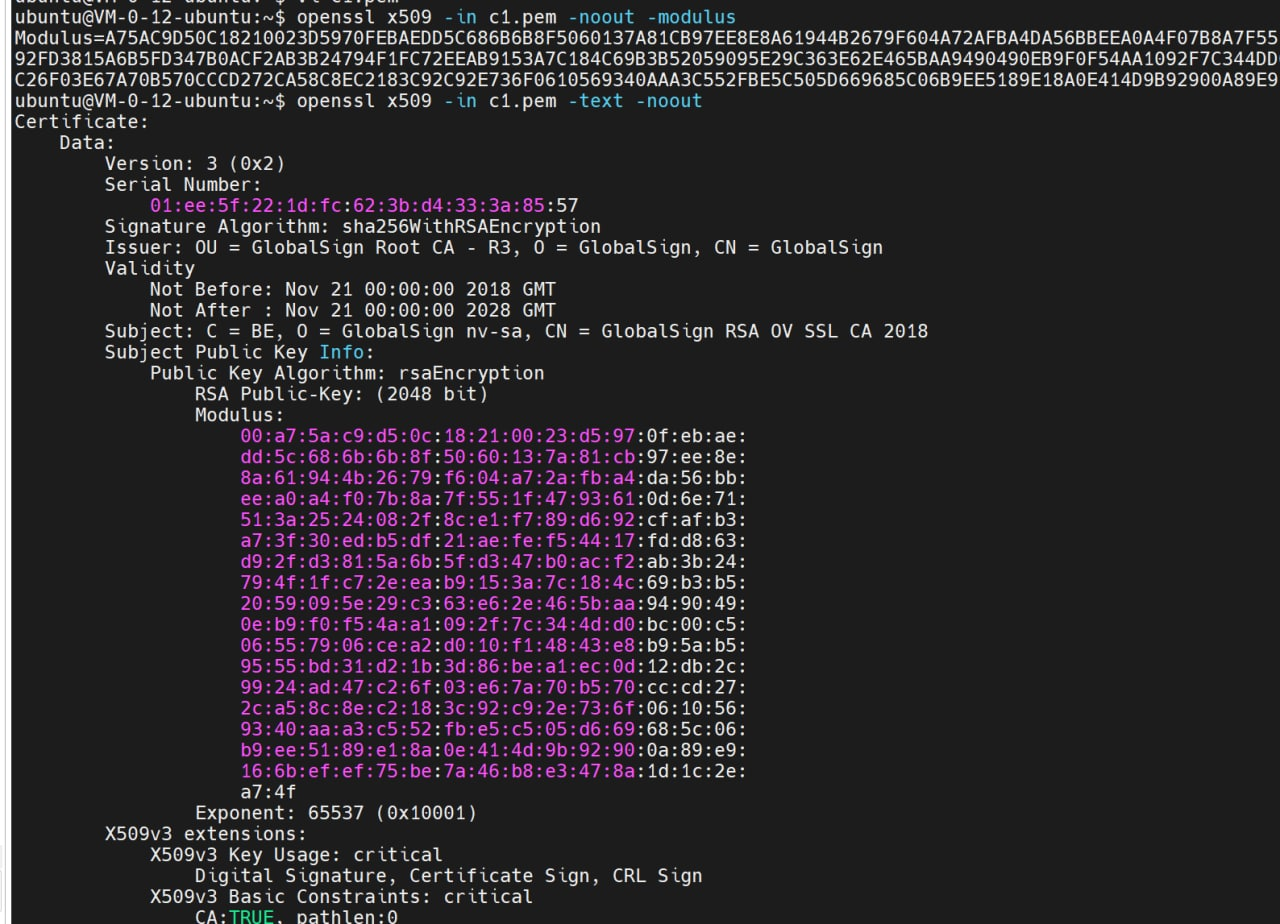 ubuntu@VM-0-12-ubuntu:~$ openssl x509 -in c1.pem -noout -modulus
Modulus=A75AC9D50C18210023D5970FEBAEDD5C686B6B8F5060137A81CB97EE8E8A61944B2679F604A72AFBA4DA56BBEEA0A4F07B8A7F55
92FD3815A6B5FD347B0ACF2AB3B24794F1FC72EEAB9153A7C184C69B3B52059095E29C363E62E465BAA9490490EB9F0F54AA1092F7C344DD
C26F03E67A70B570CCCD272CA58C8EC2183C92C92E736F0610569340AAA3C552FBE5C505D669685C06B9EE5189E18A0E414D9B92900A89E9
ubuntu@VM-0-12-ubuntu:~$ openssl x509 -in c1.pem -text -noout
Certificate:
Data:
Version: 3 (0x2)
Serial Number:
01:ee:5f:22:1d:fc:62:3b:d4:33:3a:85:57
Signature Algorithm: sha256WithRSAEncryption
Issuer: OU = GlobalSign Root CA - R3, O = GlobalSign, CN = GlobalSign
Validity
Not Before: Nov 21 00:00:00 2018 GMT
Not After : Nov 21 00:00:00 2028 GMT
Subject: C = BE, O = GlobalSign nv-sa, CN = GlobalSign RSA OV SSL CA 2018
Subject Public Key Info:
Public Key Algorithm: rsaEncryption
RSA Public-Key: (2048 bit)
Modulus:
00:a7:5a:c9:d5:0c:18:21:00:23:d5:97:0f:eb:ae:
dd:5c:68:6b:6b:8f:50:60:13:7a:81:cb:97:ee:8e:
8a:61:94:4b:26:79:f6:04:a7:2a:fb:a4:da:56:bb:
ee:a0:a4:f0:7b:8a:7f:55:1f:47:93:61:0d:6e:71:
51:3a:25:24:08:2f:8c:e1:f7:89:d6:92:cf:af:b3:
a7:3f:30:ed:b5:df:21:ae:fe:f5:44:17:fd:d8:63:
d9:2f:d3:81:5a:6b:5f:d3:47:b0:ac:f2:ab:3b:24:
79:4f:1f:c7:2e:ea:b9:15:3a:7c:18:4c:69:b3:b5:
20:59:09:5e:29:c3:63:e6:2e:46:5b:aa:94:90:49:
0e:b9:f0:f5:4a:a1:09:2f:7c:34:4d:d0:bc:00:c5:
06:55:79:06:ce:a2:d0:10:f1:48:43:e8:b9:5a:b5:
95:55:bd:31:d2:1b:3d:86:be:a1:ec:0d:12:db:2c:
99:24:ad:47:c2:6f:03:e6:7a:70:b5:70:cc:cd:27:
2c:a5:8c:8e:c2:18:3c:92:c9:2e:73:6f:06:10:56:
93:40:aa:a3:c5:52:fb:e5:c5:05:d6:69:68:5c:06:
b9:ee:51:89:e1:8a:0e:41:4d:9b:92:90:0a:89:e9:
16:6b:ef:ef:75:be:7a:46:b8:e3:47:8a:1d:1c:2e:
a7:4f
Exponent: 65537 (0x10001)
X509v3 extensions:
X509v3 Key Usage: critical
Digital Signature, Certificate Sign, CRL Sign
X509v3 Basic Constraints: critical
CA:TRUE, pathlen:0